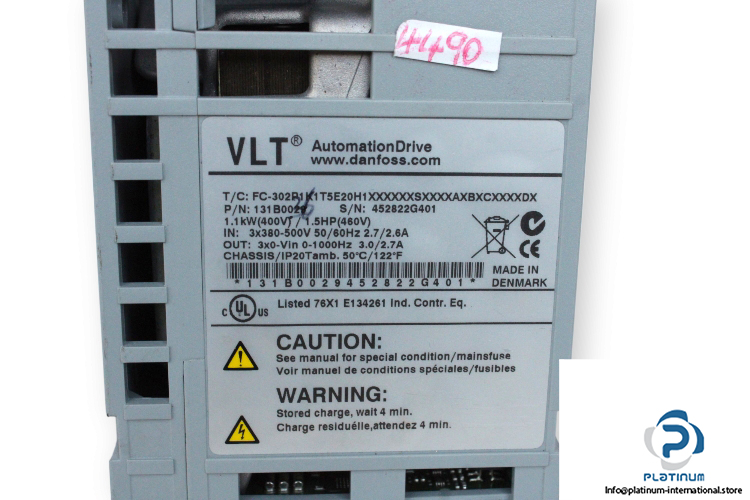 4490
VLT® AutomationDrive
www.danfoss.com
T/C: FC-302P1K1T5E20H1XXXXXXSXXXXAXBXCXXXXDX
P/N: 131B0029 S/N: 452822G401
1.1kW(400V) / 1.5HP(460V)
IN: 3x380-500V 50/60Hz 2.7/2.6A
OUT: 3x0-Vin 0-1000Hz 3.0/2.7A
CHASSIS/IP20Tamb. 50°C/122°F
*131B0029452822G401*
MADE IN
DENMARK
CE
c UL us Listed 76X1 E134261 Ind. Contr. Eq.
CAUTION:
See manual for special condition/mainsfuse
Voir manuel de conditions spéciales/fusibles
WARNING:
Stored charge, wait 4 min.
Charge residuélle,attendez 4 min.
PLATINUM
Info@platinum-international.store